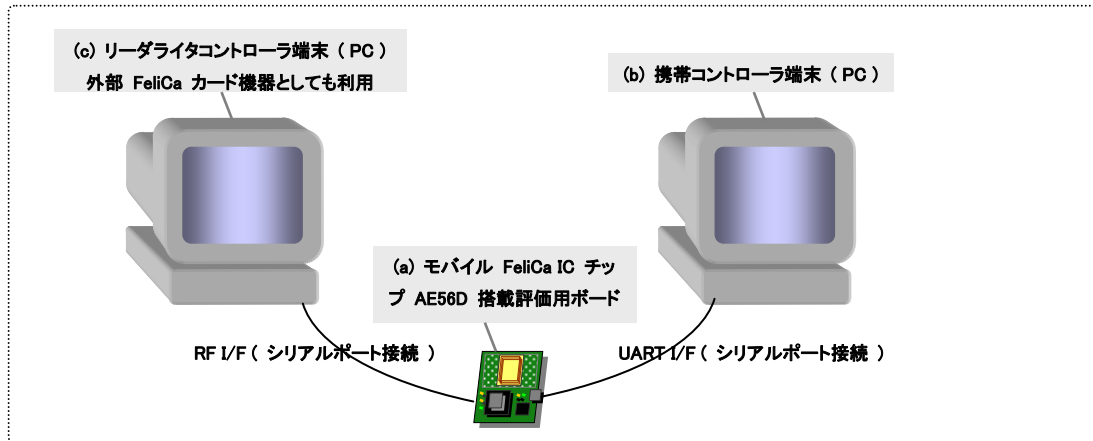 (c) リーダライタコントローラ端末 ( PC )
外部 FeliCa カード機器としても利用
(b) 携帯コントローラ端末 ( PC )
(a) モバイル FeliCa IC チッ
プ AE56D 搭載評価用ボード
RF I/F ( シリアルポート接続 )
UART I/F ( シリアルポート接続 )